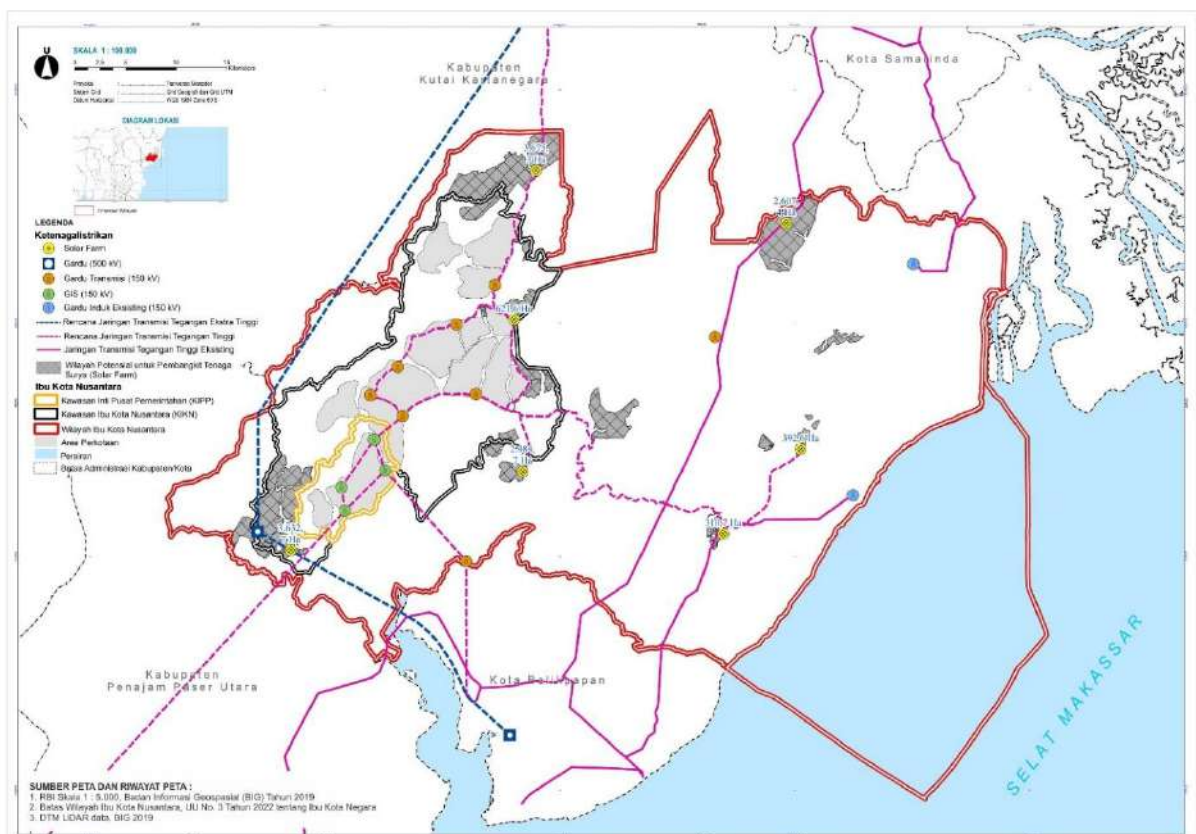 U
SKALA 1 : 100.000
Kilometers
DIAGRAM LOKASI
LEGENDA
Ketenagalistrikan
Solar Farm
Gardu (500 kV)
Gardu Transmisi (150 kV)
GIS (150 kV)
Gardu Induk Eksisting (150 kV)
Rencana Jaringan Transmisi Tegangan Ekstra Tinggi
Rencana Jaringan Transmisi Tegangan Tinggi
Jaringan Transmisi Tegangan Tinggi Eksisting
Wilayah Potensial untuk Pembangkit Tenaga
Surya (Solar Farm)
Ibu Kota Nusantara
Kawasan Inti Pusat Pemerintahan (KIPP)
Kawasan Ibu Kota Nusantara (KIKN)
Wilayah Ibu Kota Nusantara
Area Perkotaan
Perairan
Batas Administrasi Kabupaten/Kota
Kabupaten
Kutai Kartanegara
Kota Samarinda
2.607
Ha
Kabupaten
Penajam Paser Utara
Kota Balikpapan
SELAT MAKASSAR
SUMBER PETA DAN RIWAYAT PETA :
1. RBI Skala 1 : 5.000, Badan Informasi Geospasial (BIG) Tahun 2019
2. Batas Wilayah Ibu Kota Nusantara, UU No. 3 Tahun 2022 tentang Ibu Kota Negara
3. DTM LiDAR data, BIG 2019